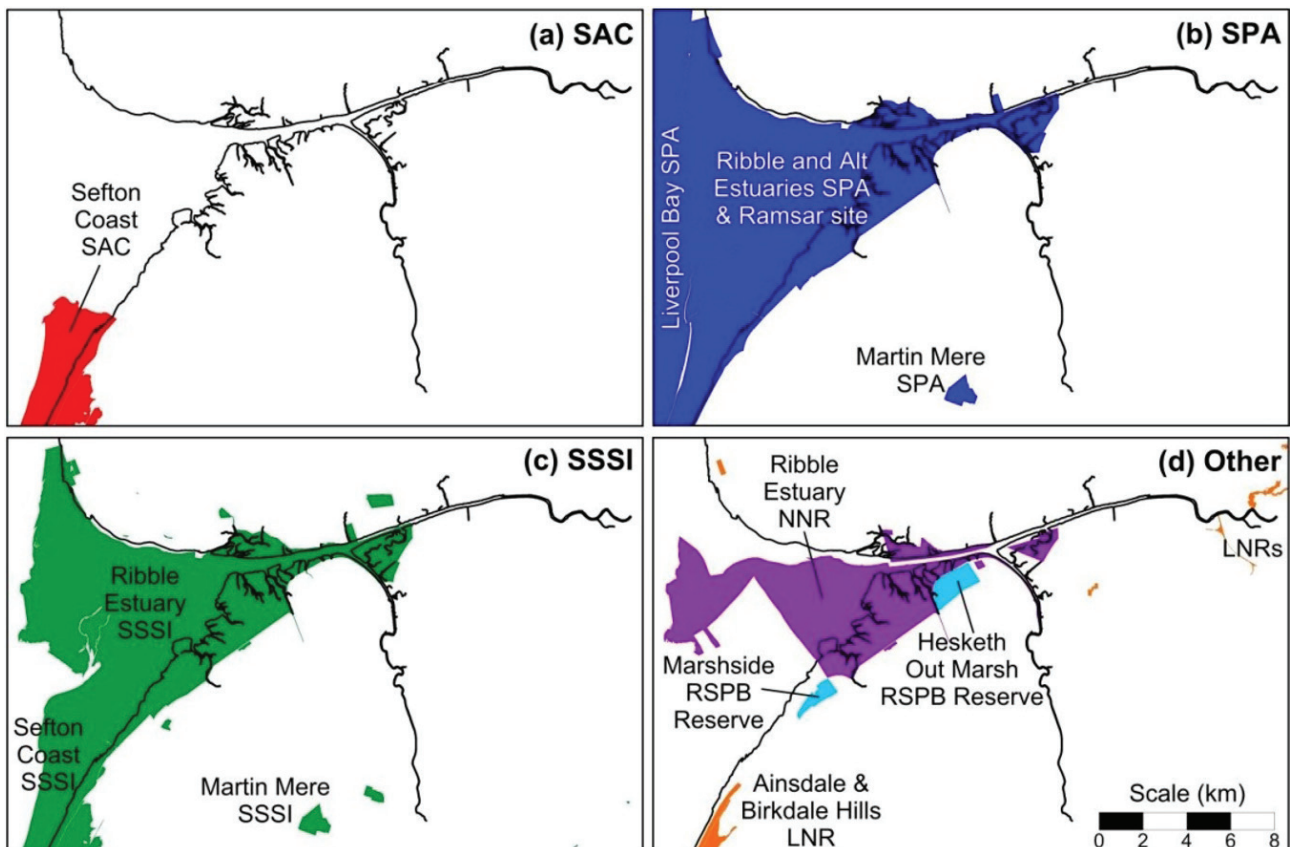 (a) SAC
Sefton
Coast
SAC
(b) SPA
Liverpool Bay SPA
Ribble and Alt
Estuaries SPA
& Ramsar site
Martin Mere
SPA
(c) SSSI
Ribble
Estuary
SSSI
Sefton
Coast
SSSI
Martin Mere
SSSI
(d) Other
Ribble
Estuary
NNR
LNRs
Marshside
RSPB
Reserve
Hesketh
Out Marsh
RSPB Reserve
Ainsdale &
Birkdale Hills
LNR
Scale (km)
0 2 4 6 8